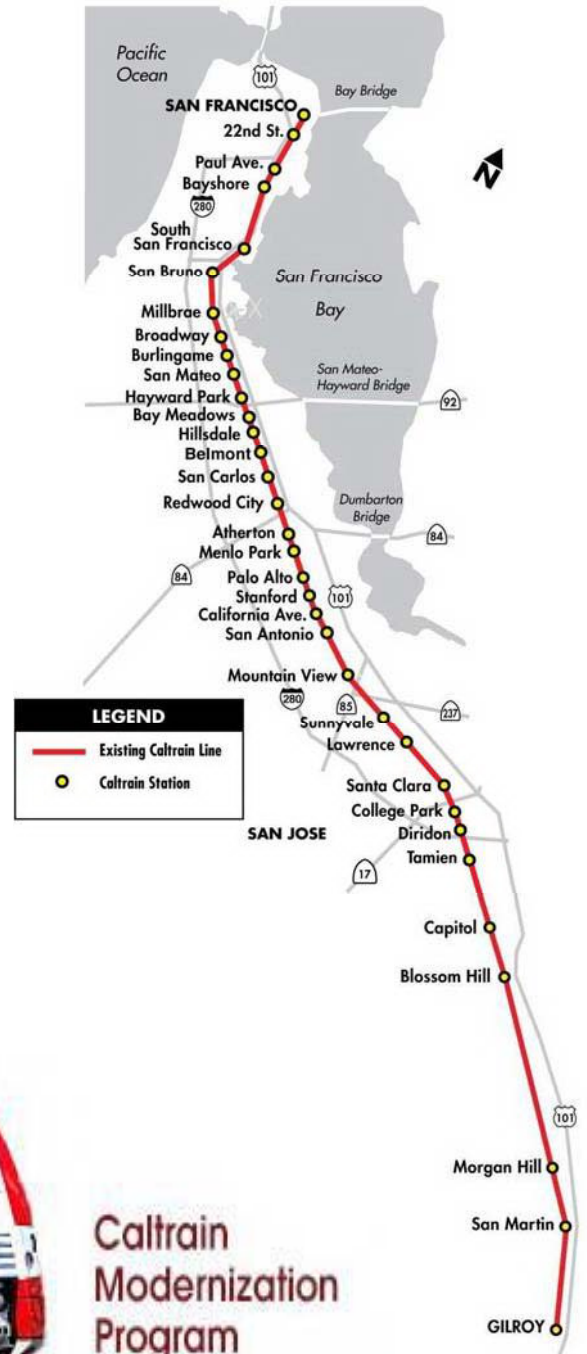 Pacific
Ocean
101
Bay Bridge
SAN FRANCISCO
22nd St.
N
Paul Ave.
Bayshore
280
South
San Francisco
San Bruno
San Francisco
Bay
Millbrae
Broadway
Burlingame
San Mateo
San Mateo-
Hayward Bridge
Hayward Park
92
Bay Meadows
Hillsdale
Belmont
San Carlos
Redwood City
Dumbarton
Bridge
Atherton
84
Menlo Park
84
Palo Alto
Stanford
101
California Ave.
San Antonio
Mountain View
280
85
237
Sunnyvale
Lawrence
LEGEND
Existing Caltrain Line
Caltrain Station
Santa Clara
College Park
SAN JOSE
Diridon
Tamien
17
Capitol
Blossom Hill
101
Morgan Hill
San Martin
GILROY
Caltrain
Modernization
Program